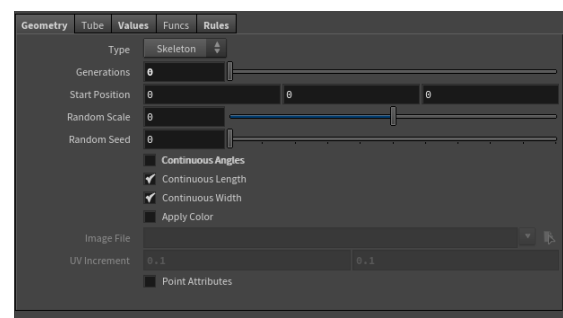 Geometry Tube Values Funcs Rules
Type Skeleton
Generations 0
Start Position 0 0 0
Random Scale 0
Random Seed 0
Continuous Angles
Continuous Length
Continuous Width
Apply Color
Image File
UV Increment 0.1 0.1
Point Attributes